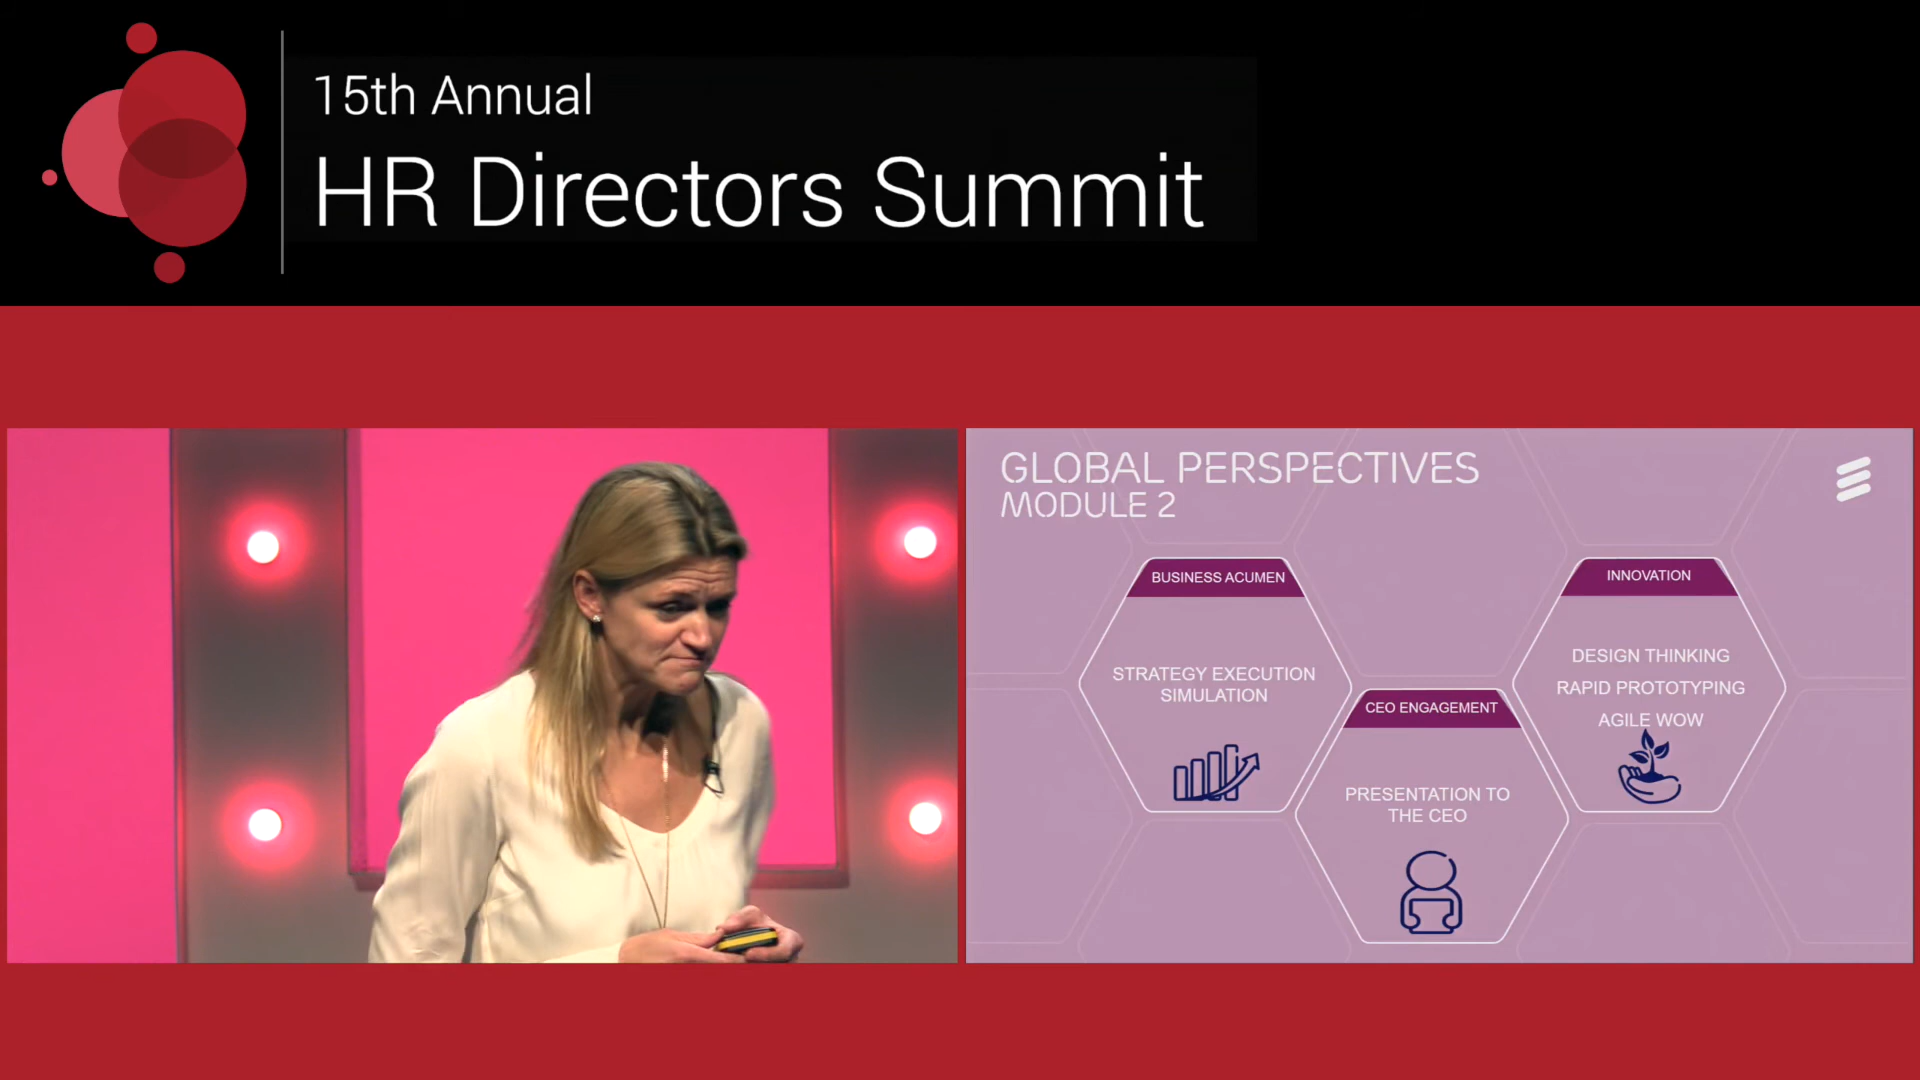 15th Annual
HR Directors Summit
GLOBAL PERSPECTIVES
MODULE 2
BUSINESS ACUMEN
STRATEGY EXECUTION
SIMULATION
CEO ENGAGEMENT
PRESENTATION TO
THE CEO
INNOVATION
DESIGN THINKING
RAPID PROTOTYPING
AGILE WOW